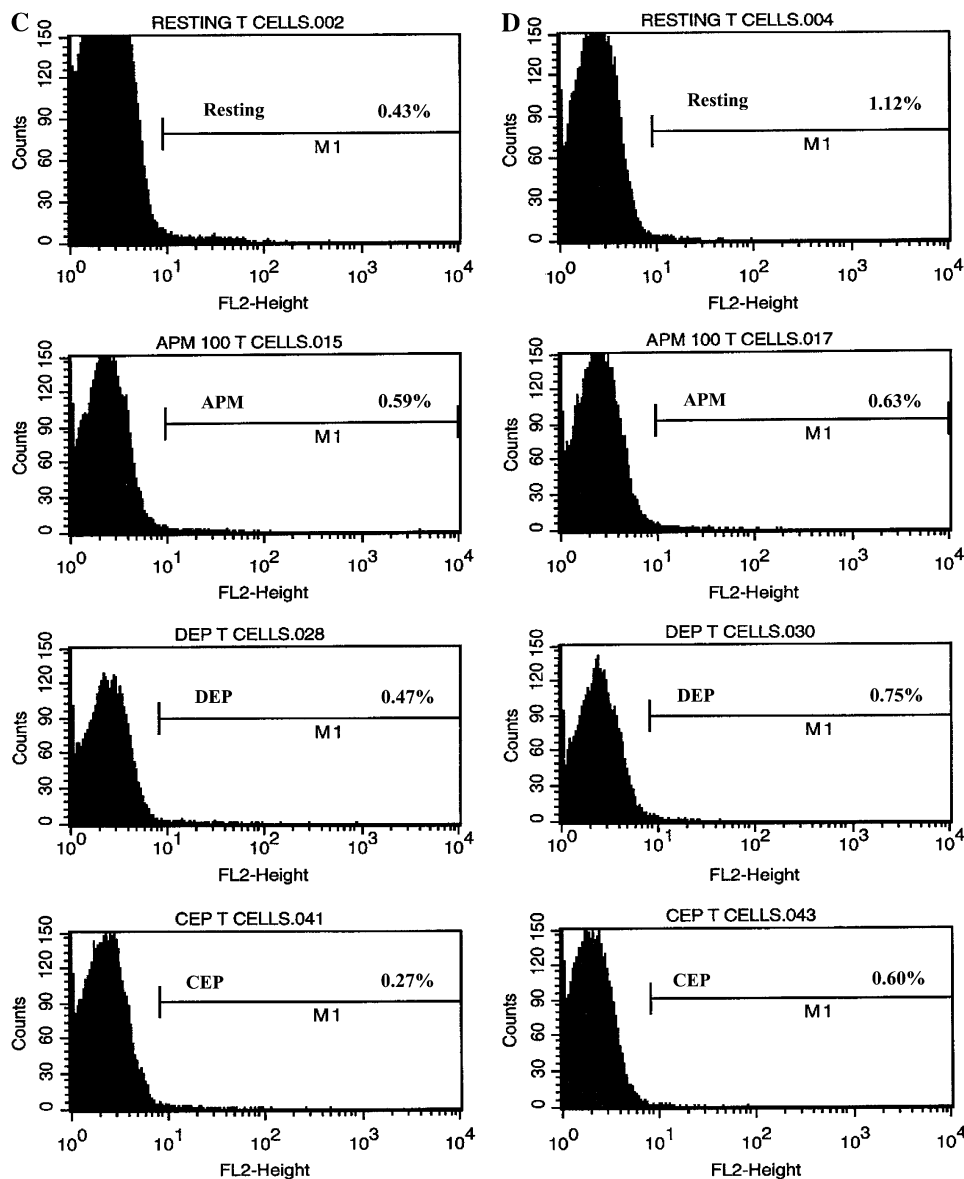 C
RESTING T CELLS.002
150
120
90
60
30
0
Counts
Resting
0.43%
M1
10^0 10^1 10^2 10^3 10^4
FL2-Height
D
RESTING T CELLS.004
150
120
90
60
30
0
Counts
Resting
1.12%
M1
10^0 10^1 10^2 10^3 10^4
FL2-Height
APM 100 T CELLS.015
150
120
90
60
30
0
Counts
APM
0.59%
M1
10^0 10^1 10^2 10^3 10^4
FL2-Height
APM 100 T CELLS.017
150
120
90
60
30
0
Counts
APM
0.63%
M1
10^0 10^1 10^2 10^3 10^4
FL2-Height
DEP T CELLS.028
150
120
90
60
30
0
Counts
DEP
0.47%
M1
10^0 10^1 10^2 10^3 10^4
FL2-Height
DEP T CELLS.030
150
120
90
60
30
0
Counts
DEP
0.75%
M1
10^0 10^1 10^2 10^3 10^4
FL2-Height
CEP T CELLS.041
150
120
90
60
30
0
Counts
CEP
0.27%
M1
10^0 10^1 10^2 10^3 10^4
FL2-Height
CEP T CELLS.043
150
120
90
60
30
0
Counts
CEP
0.60%
M1
10^0 10^1 10^2 10^3 10^4
FL2-Height